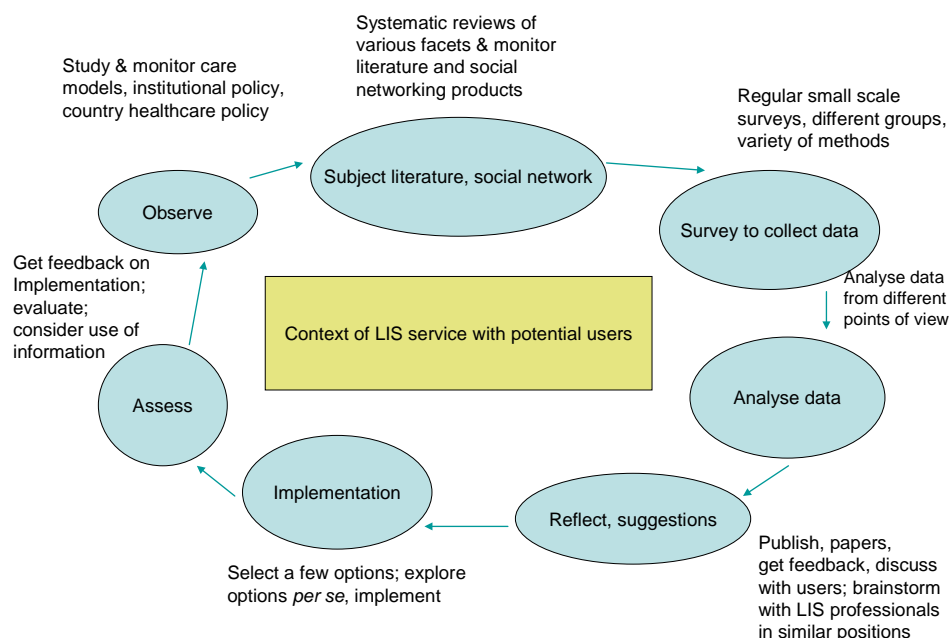 Systematic reviews of
various facets & monitor
literature and social
networking products
Study & monitor care
models, institutional policy,
country healthcare policy
Regular small scale
surveys, different groups,
variety of methods
Subject literature, social network
Observe
Survey to collect data
Get feedback on
Implementation;
evaluate;
consider use of
information
Analyse data
from different
points of view
Context of LIS service with potential users
Assess
Analyse data
Implementation
Reflect, suggestions
Select a few options; explore
options per se, implement
Publish, papers,
get feedback, discuss
with users; brainstorm
with LIS professionals
in similar positions